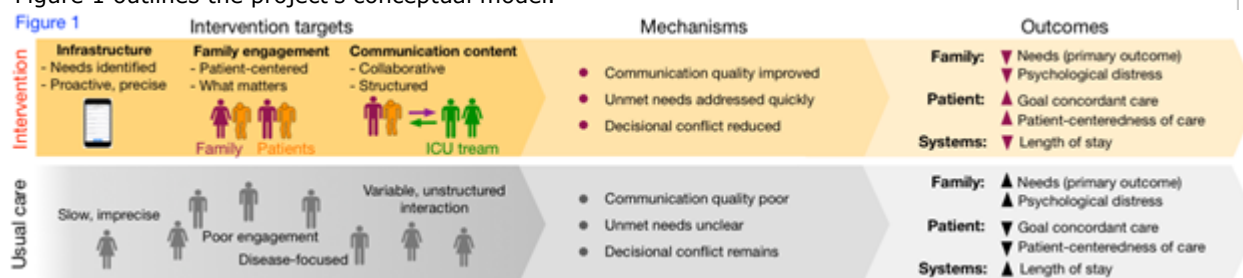 Figure 1 outlines the project's conceptual model.
Figure 1
Intervention targets
Mechanisms
Outcomes
Intervention
Infrastructure
- Needs identified
- Proactive, precise
Family engagement
- Patient-centered
- What matters
Family Patients
Communication content
- Collaborative
- Structured
ICU tream
Communication quality improved
Unmet needs addressed quickly
Decisional conflict reduced
Family: Needs (primary outcome)
Psychological distress
Patient: Goal concordant care
Patient-centeredness of care
Systems: Length of stay
Usual care
Slow, imprecise
Poor engagement
Disease-focused
Variable, unstructured
interaction
Communication quality poor
Unmet needs unclear
Decisional conflict remains
Family: Needs (primary outcome)
Psychological distress
Patient: Goal concordant care
Patient-centeredness of care
Systems: Length of stay